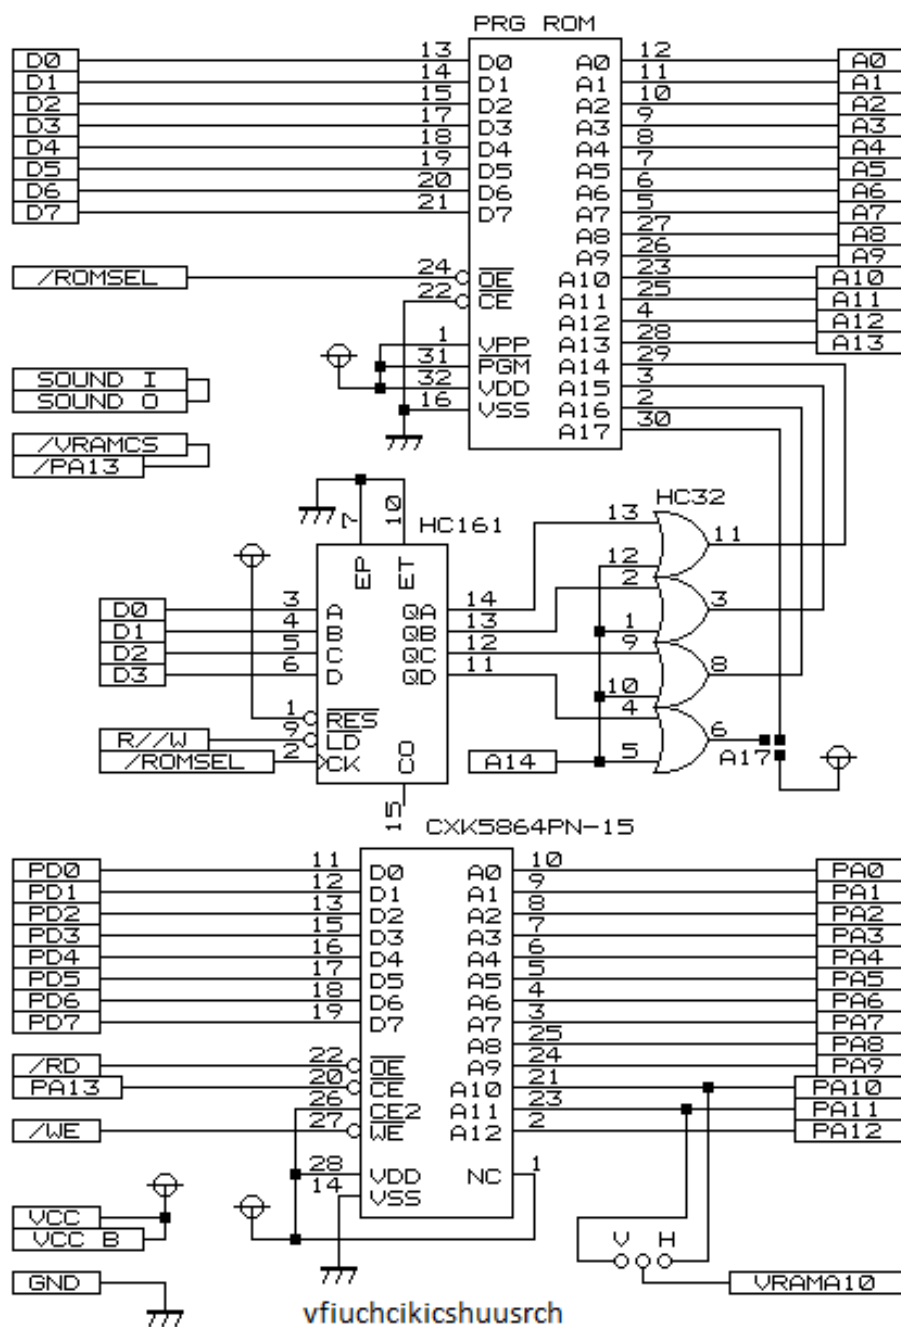 PRG ROM
D0 13 D0 A0 12 A0
D1 14 D1 A1 11 A1
D2 15 D2 A2 10 A2
D3 17 D3 A3 9 A3
D4 18 D4 A4 8 A4
D5 19 D5 A5 7 A5
D6 20 D6 A6 6 A6
D7 21 D7 A7 5 A7
A8 27 A8
A9 26 A9
/ROMSEL 24 OE A10 23 A10
22 CE A11 25 A11
A12 4 A12
1 VPP A13 28 A13
31 PGM A14 29
SOUND I 32 VDD A15 3
SOUND O 16 VSS A16 2
A17 30
/VRAMCS
/PA13
HC32
7 10 HC161 13 11
EP ET 12
2
D0 3 A QA 14 3
D1 4 B QB 13 1
D2 5 C QC 12 9
D3 6 D QD 11 8
10
1 RES 4
R//W 9 LD 6
/ROMSEL 2 CK CO A14 5 A17
15
CXK5864PN-15
PD0 11 D0 A0 10 PA0
PD1 12 D1 A1 9 PA1
PD2 13 D2 A2 8 PA2
PD3 15 D3 A3 7 PA3
PD4 16 D4 A4 6 PA4
PD5 17 D5 A5 5 PA5
PD6 18 D6 A6 4 PA6
PD7 19 D7 A7 3 PA7
A8 25 PA8
/RD 22 OE A9 24 PA9
PA13 20 CE A10 21 PA10
26 CE2 A11 23 PA11
/WE 27 WE A12 2 PA12
28 VDD NC 1
14 VSS
VCC
VCC B V H
GND VRAMA10
vfiuchcikicshuusrch